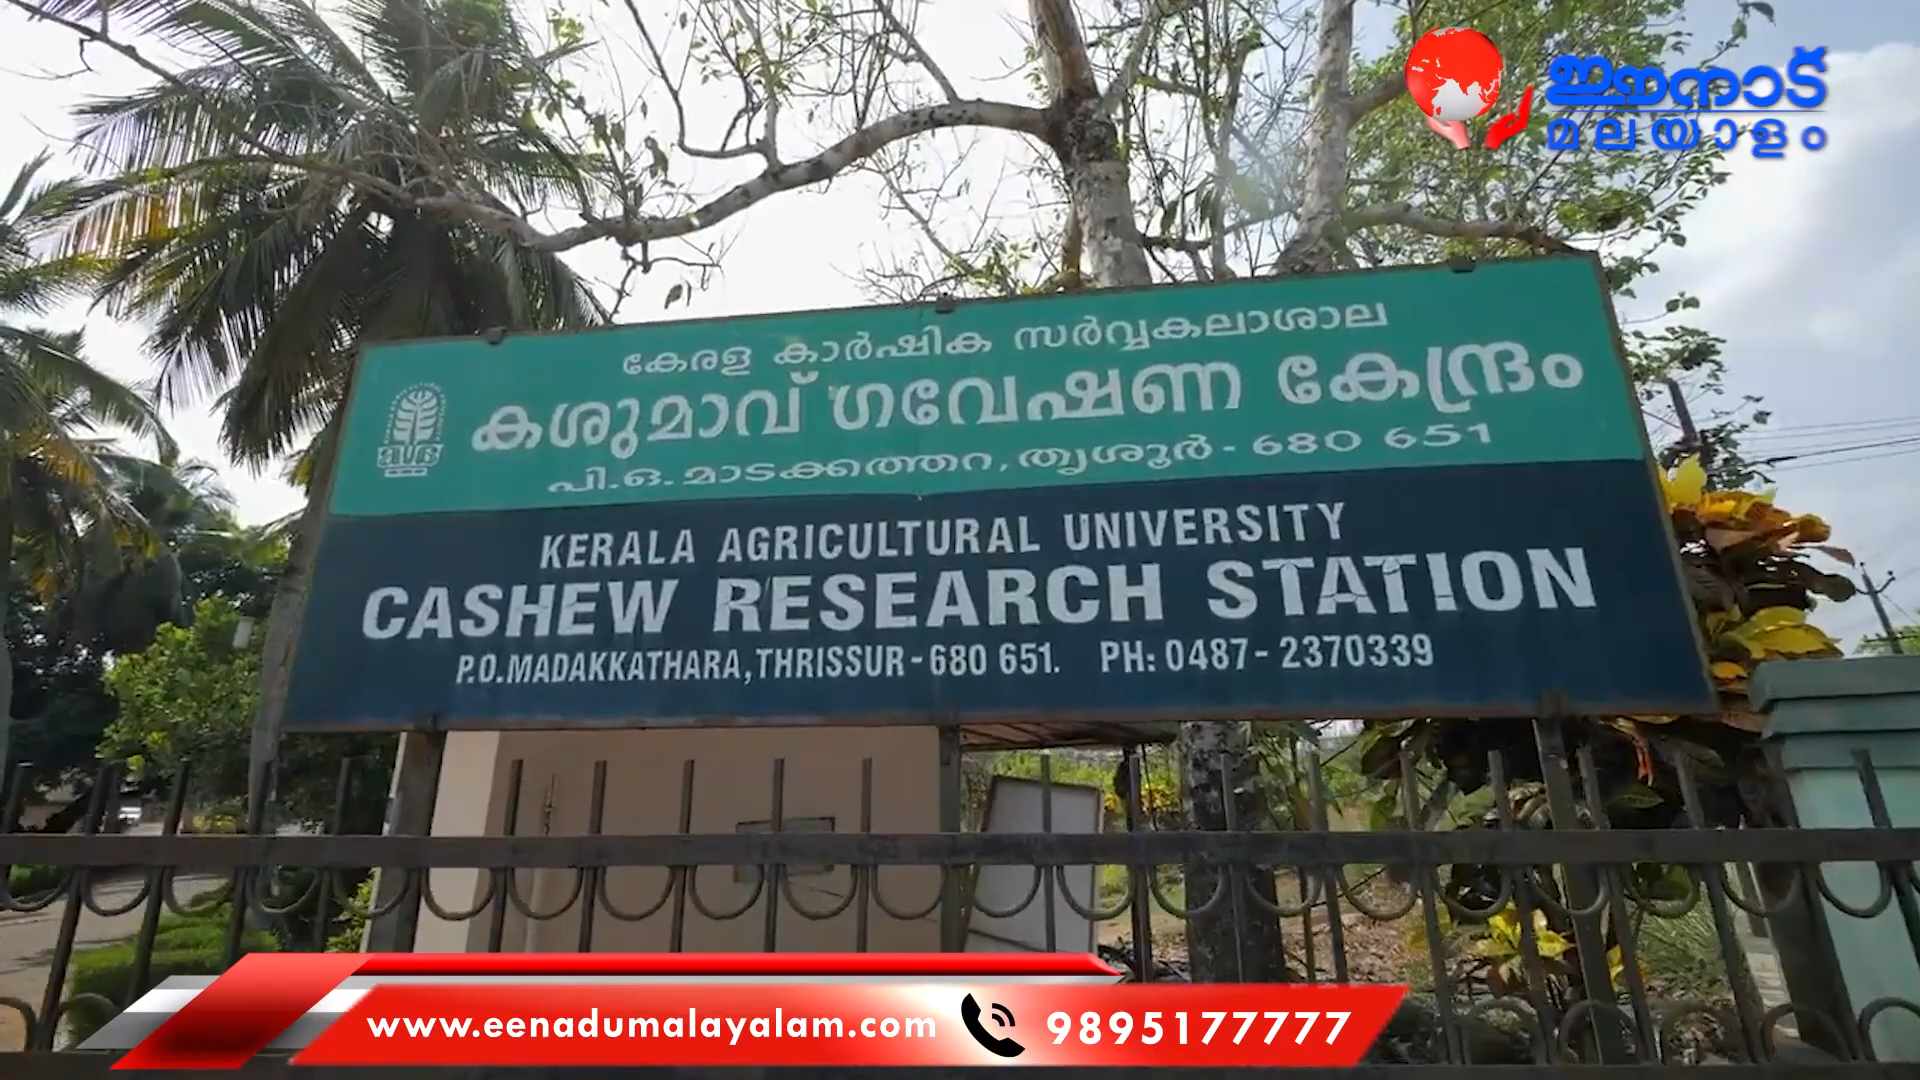 ഈനാട്
മലയാളം
കേരള കാർഷിക സർവ്വകലാശാല
കശുമാവ് ഗവേഷണ കേന്ദ്രം
പി.ഒ.മാടക്കത്തറ, തൃശൂർ - 680 651
KERALA AGRICULTURAL UNIVERSITY
CASHEW RESEARCH STATION
P.O.MADAKKATHARA,THRISSUR-680 651. PH: 0487-2370339
www.eenadumalayalam.com 9895177777